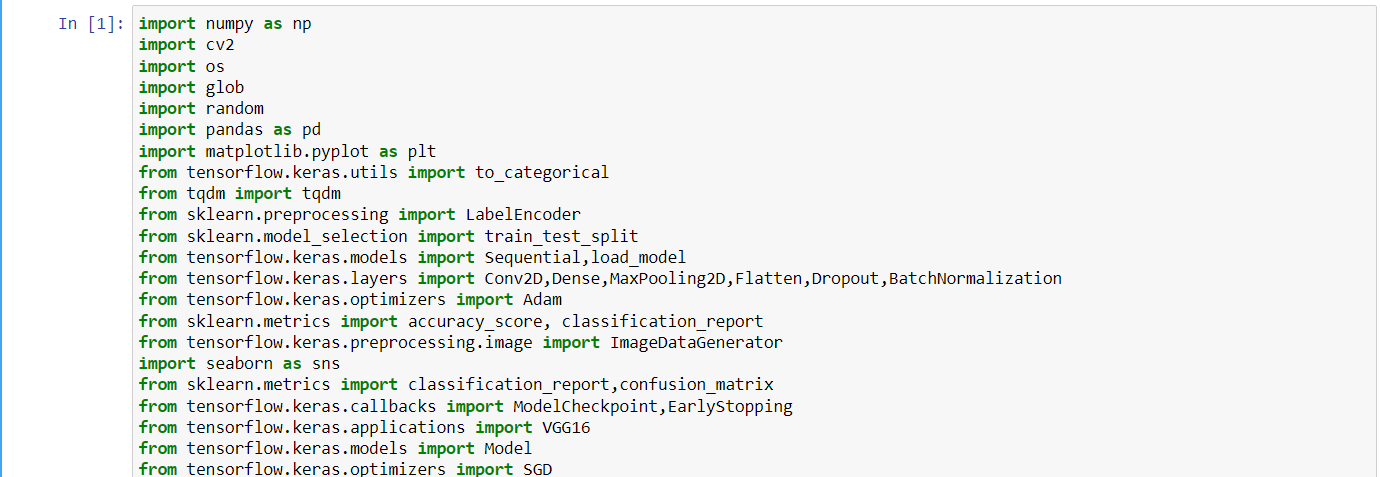 In [1]: import numpy as np
import cv2
import os
import glob
import random
import pandas as pd
import matplotlib.pyplot as plt
from tensorflow.keras.utils import to_categorical
from tqdm import tqdm
from sklearn.preprocessing import LabelEncoder
from sklearn.model_selection import train_test_split
from tensorflow.keras.models import Sequential,load_model
from tensorflow.keras.layers import Conv2D,Dense,MaxPooling2D,Flatten,Dropout,BatchNormalization
from tensorflow.keras.optimizers import Adam
from sklearn.metrics import accuracy_score, classification_report
from tensorflow.keras.preprocessing.image import ImageDataGenerator
import seaborn as sns
from sklearn.metrics import classification_report,confusion_matrix
from tensorflow.keras.callbacks import ModelCheckpoint,EarlyStopping
from tensorflow.keras.applications import VGG16
from tensorflow.keras.models import Model
from tensorflow.keras.optimizers import SGD